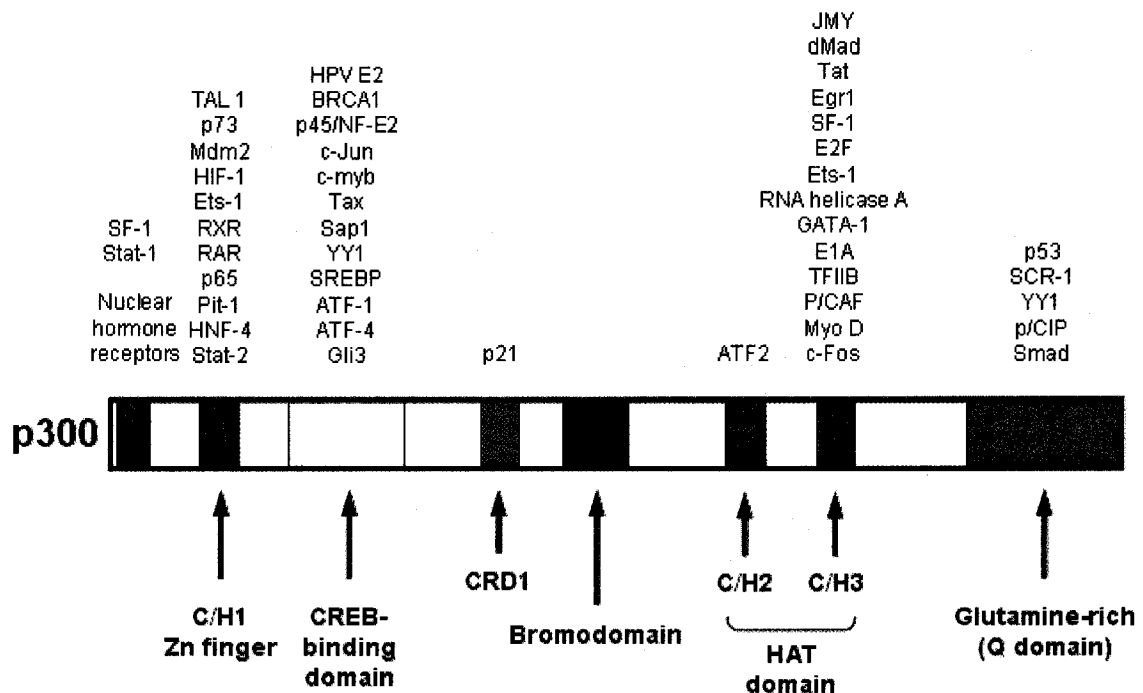 JMY
dMad
Tat
Egr1
SF-1
E2F
Ets-1
RNA helicase A
GATA-1
E1A
TFIIB
P/CAF
Myo D
c-Fos
HPV E2
BRCA1
p45/NF-E2
c-Jun
c-myb
Tax
Sap1
YY1
SREBP
ATF-1
ATF-4
Gli3
TAL 1
p73
Mdm2
HIF-1
Ets-1
RXR
RAR
p65
Pit-1
HNF-4
Stat-2
SF-1
Stat-1
Nuclear
hormone
receptors
p21
ATF2
p53
SCR-1
YY1
p/CIP
Smad
p300
C/H1
Zn finger
CREB-
binding
domain
CRD1
Bromodomain
C/H2
C/H3
HAT
domain
Glutamine-rich
(Q domain)